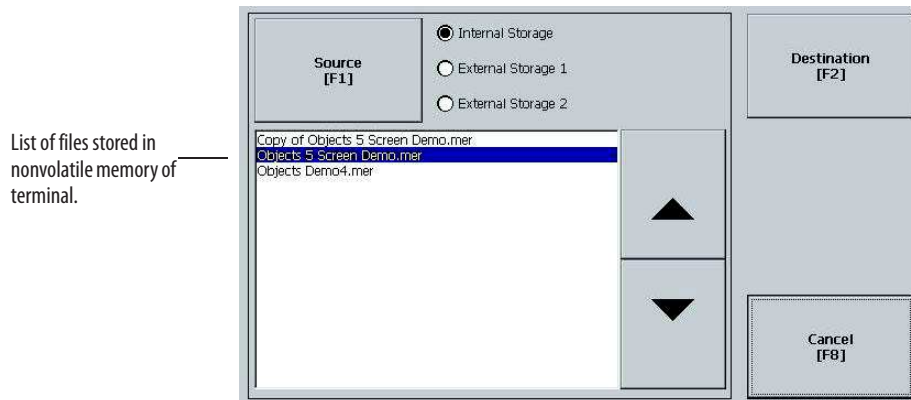 Source
[F1]
Internal Storage
External Storage 1
External Storage 2
Destination
[F2]
List of files stored in
nonvolatile memory of
terminal.
Copy of Objects 5 Screen Demo.mer
Objects 5 Screen Demo.mer
Objects Demo4.mer
Cancel
[F8]